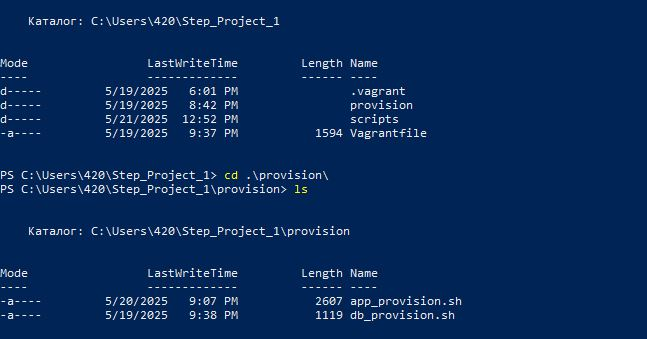 Каталог: C:\Users\420\Step_Project_1
Mode LastWriteTime Length Name
---- ------------- ------ ----
d----- 5/19/2025 6:01 PM .vagrant
d----- 5/19/2025 8:42 PM provision
d----- 5/21/2025 12:52 PM scripts
-a---- 5/19/2025 9:37 PM 1594 Vagrantfile
PS C:\Users\420\Step_Project_1> cd .\provision\
PS C:\Users\420\Step_Project_1\provision> ls
Каталог: C:\Users\420\Step_Project_1\provision
Mode LastWriteTime Length Name
---- ------------- ------ ----
-a---- 5/20/2025 9:07 PM 2607 app_provision.sh
-a---- 5/19/2025 9:38 PM 1119 db_provision.sh